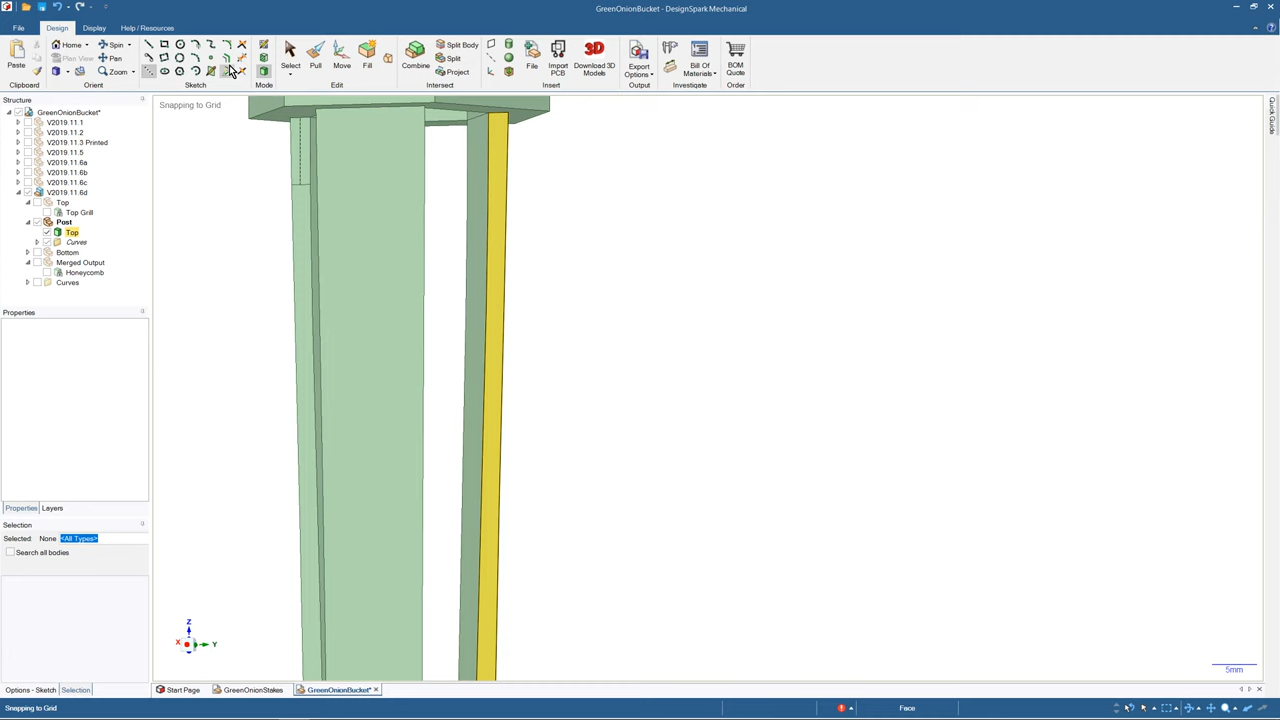 GreenOnionBucket - DesignSpark Mechanical
File
Design
Display
Help / Resources
Home
Plan View
Spin
Pan
Zoom
Paste
Select
Pull
Move
Fill
Combine
Split Body
Split
Project
File
Import PCB
Download 3D Models
Export Options
Bill Of Materials
BOM Quote
Clipboard
Orient
Sketch
Mode
Edit
Intersect
Insert
Output
Investigate
Order
Structure
GreenOnionBucket*
V2019.11.1
V2019.11.2
V2019.11.3 Printed
V2019.11.5
V2019.11.6a
V2019.11.6b
V2019.11.6c
V2019.11.6d
Top
Top Grill
Post
Top
Curves
Bottom
Merged Output
Honeycomb
Curves
Properties
Properties
Layers
Selection
Selected: None <All Types>
Search all bodies
Options - Sketch
Selection
Snapping to Grid
Quick Guide
Z
X
Y
5mm
Start Page
GreenOnionStakes
GreenOnionBucket*
Snapping to Grid
Face